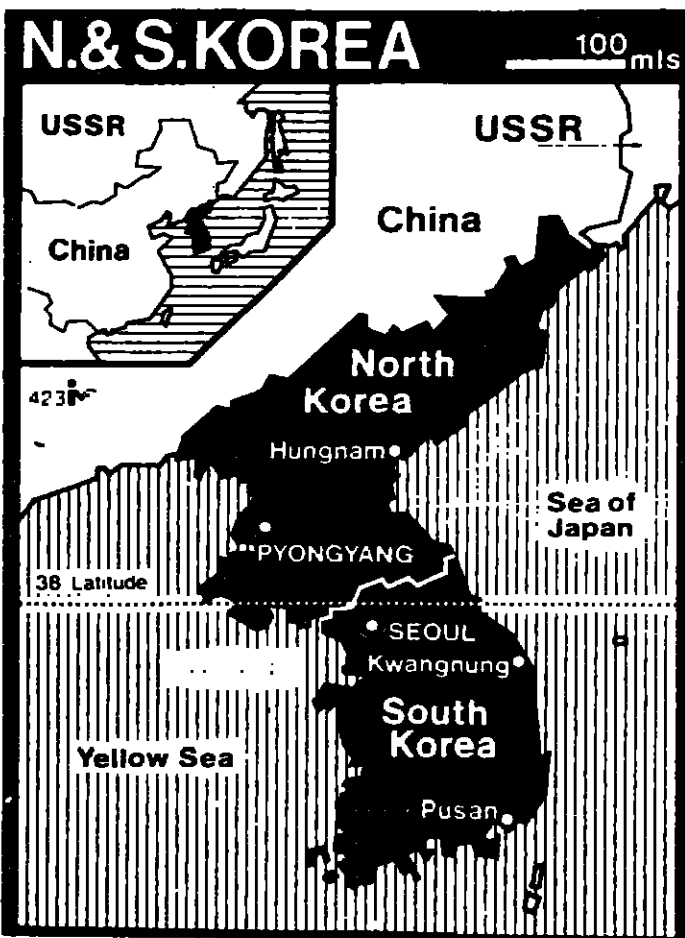 N.& S.KOREA
100 mls
USSR
China
USSR
China
North
Korea
Hungnam
PYONGYANG
Sea of
Japan
38 Latitude
SEOUL
Kwangnung
South
Korea
Yellow Sea
Pusan